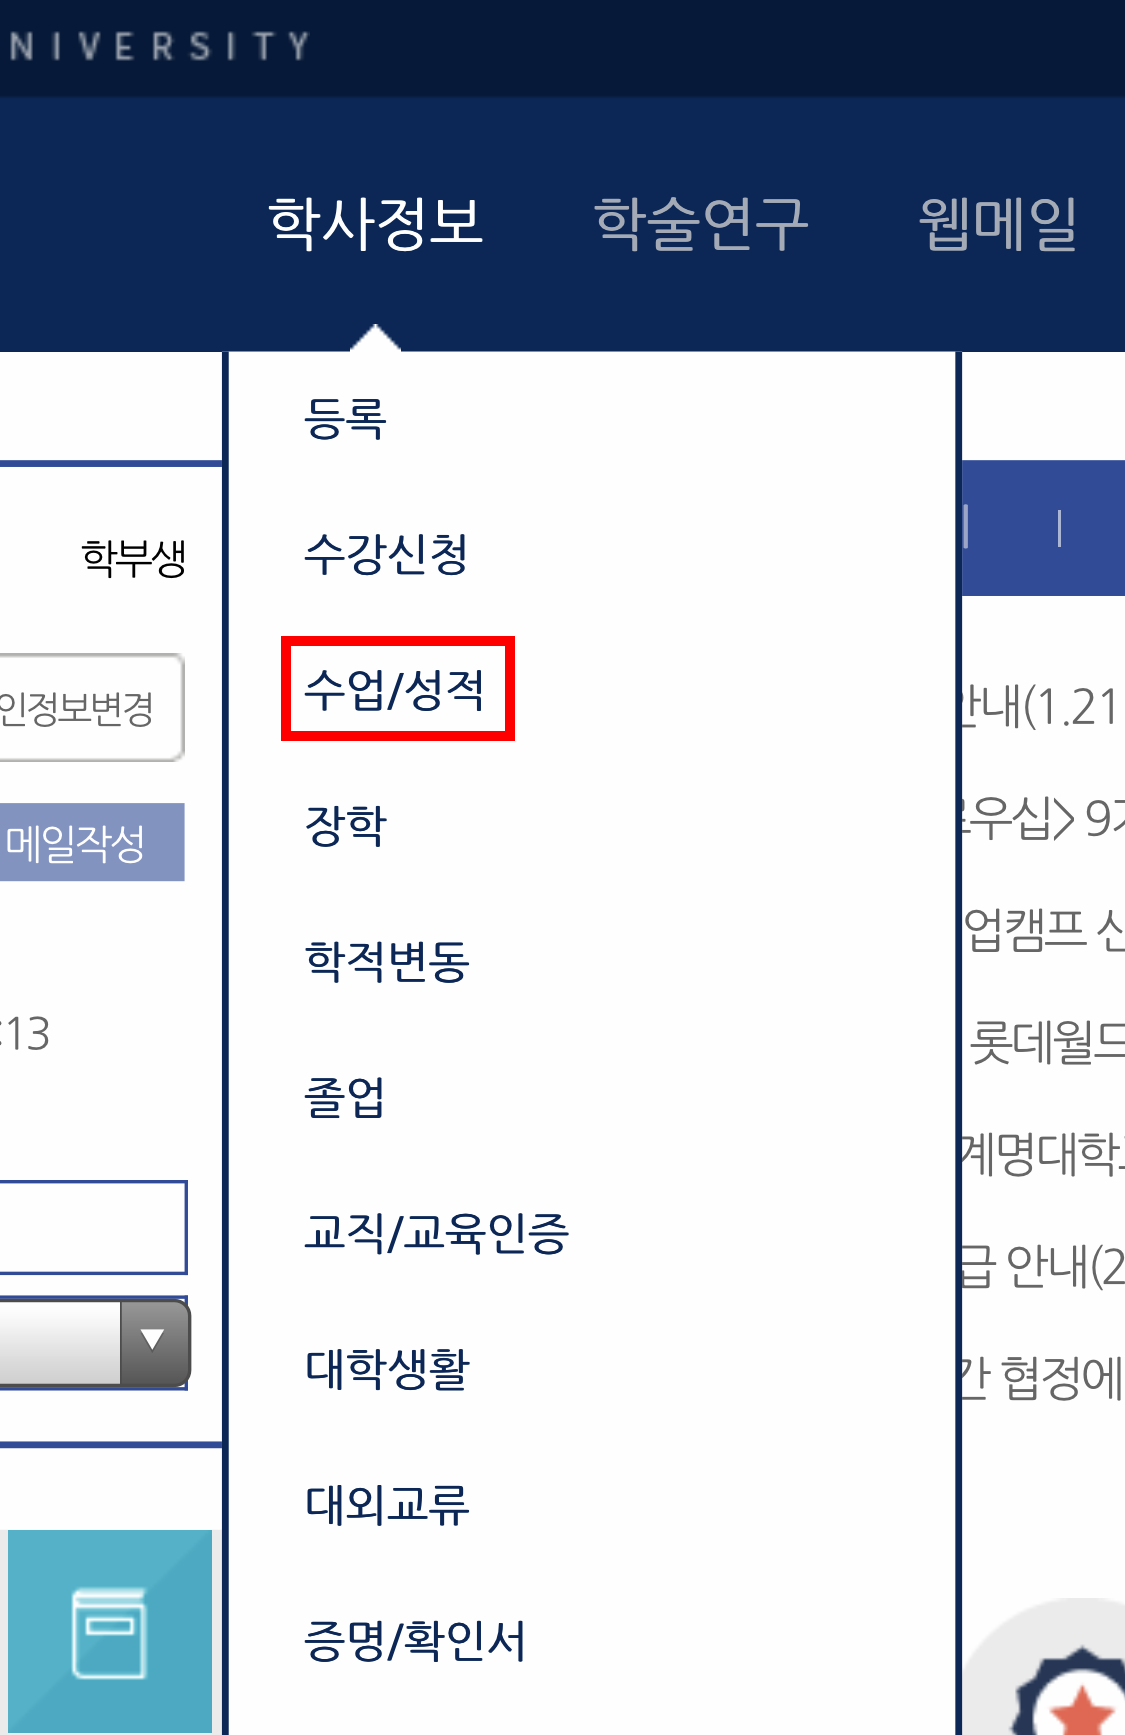 NIVERSITY
학사정보 학술연구 웹메일
등록
수강신청
수업/성적
장학
학적변동
졸업
교직/교육인증
대학생활
대외교류
증명/확인서
학부생
인정보변경
메일작성
:13
안내(1.21
우십> 9기
업캠프 신
롯데월드
계명대학
급 안내(2
간 협정에